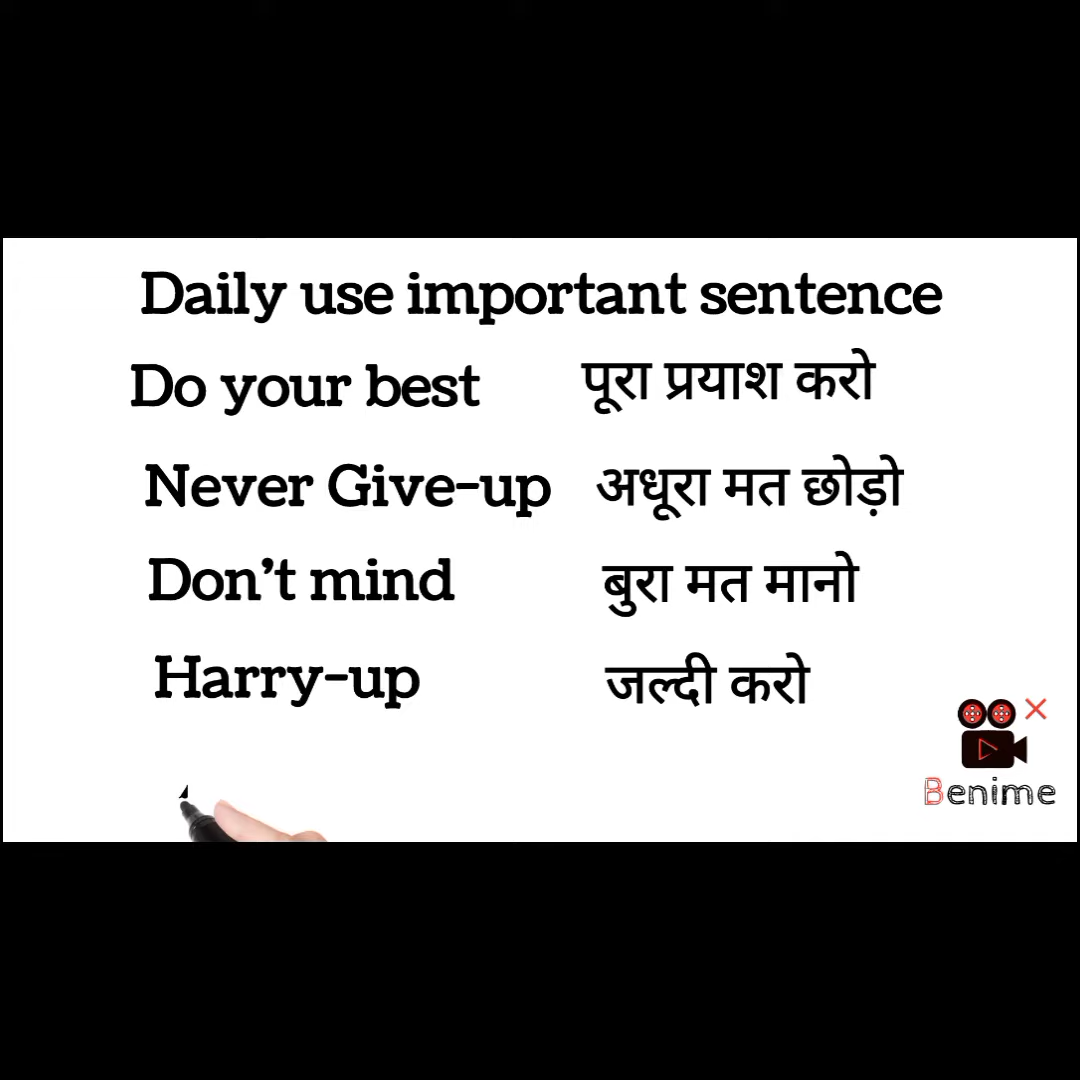 Daily use important sentence
Do your best पूरा प्रयाश करो
Never Give-up अधूरा मत छोड़ो
Don't mind बुरा मत मानो
Harry-up जल्दी करो
Benime